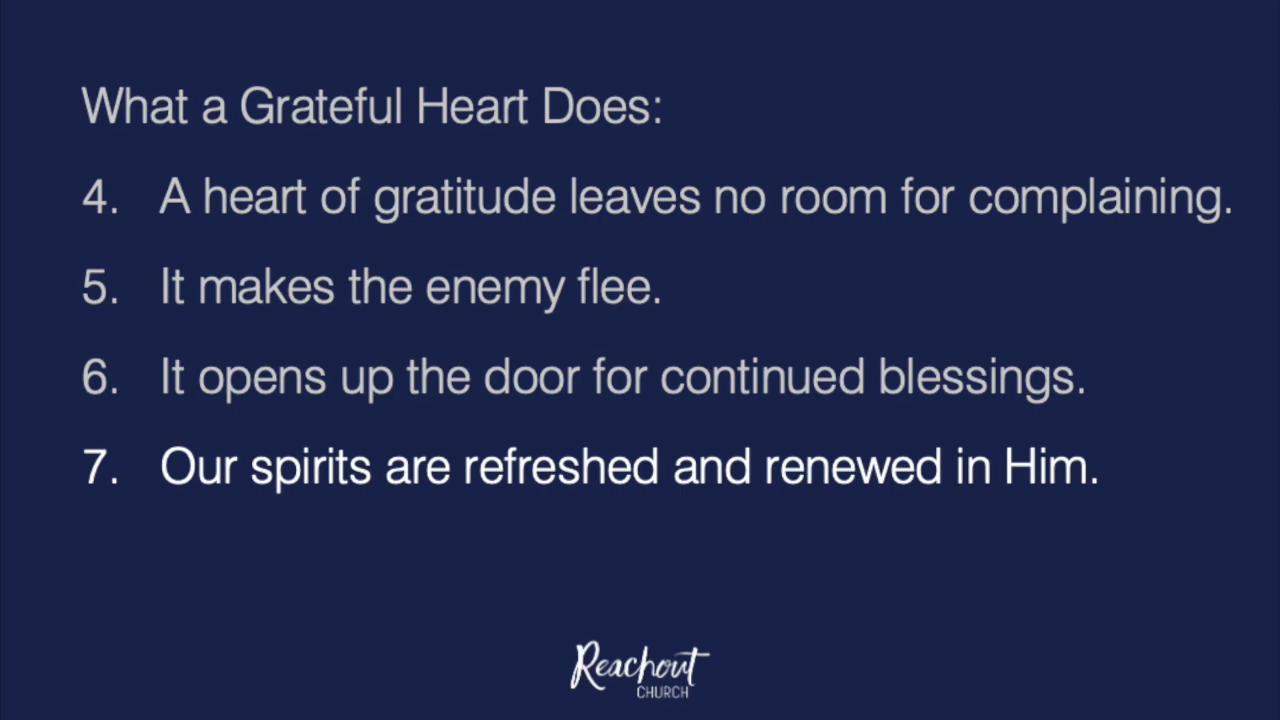 What a Grateful Heart Does:
4. A heart of gratitude leaves no room for complaining.
5. It makes the enemy flee.
6. It opens up the door for continued blessings.
7. Our spirits are refreshed and renewed in Him.
Reachout
CHURCH